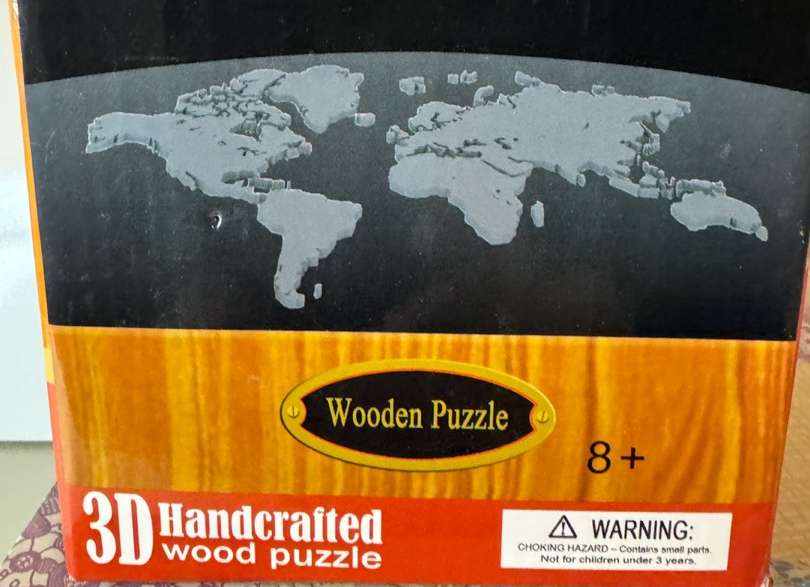 Wooden Puzzle
8+
3D Handcrafted
wood puzzle
⚠ WARNING:
CHOKING HAZARD – Contains small parts.
Not for children under 3 years.